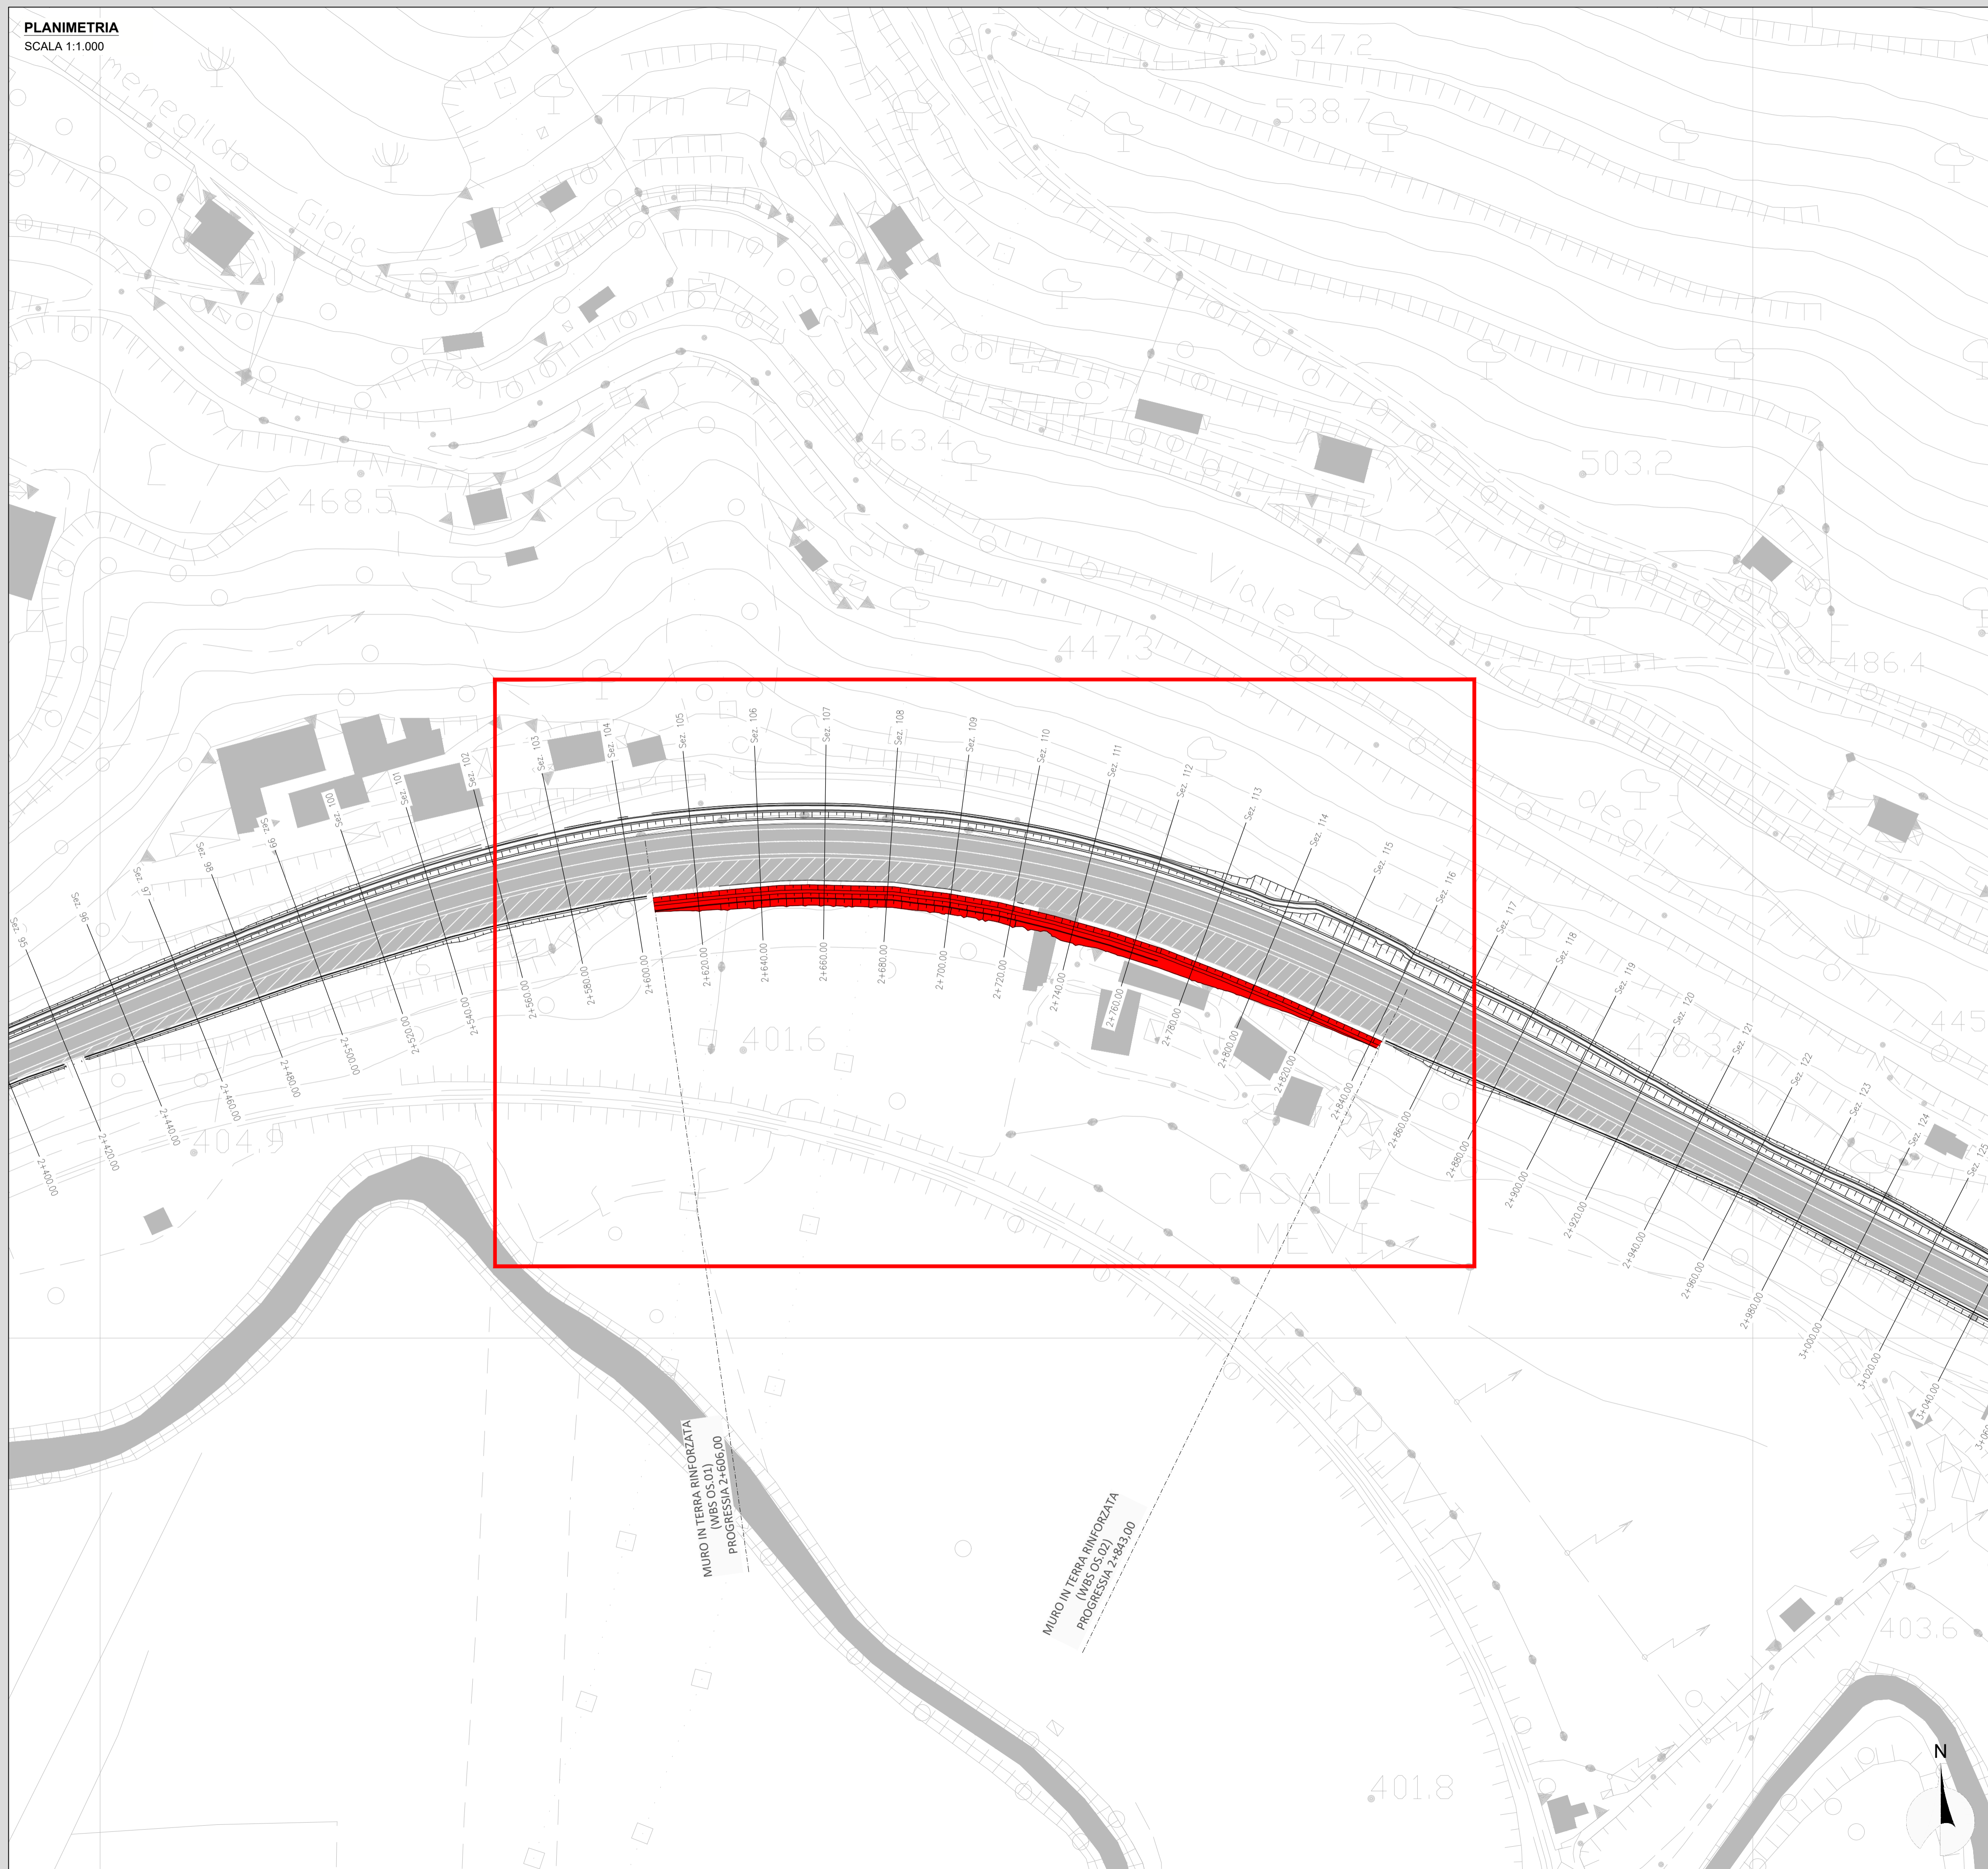 PLANIMETRIA
SCALA 1:1.000
547.2
538.7
menegildo
Gioia
463.4
503.2
468.5
Viale
447.3
486.4
Sez. 95
Sez. 96
Sez. 97
Sez. 98
Sez. 99
Sez. 100
Sez. 101
Sez. 102
Sez. 103
Sez. 104
Sez. 105
Sez. 106
Sez. 107
Sez. 108
Sez. 109
Sez. 110
Sez. 111
Sez. 112
Sez. 113
Sez. 114
Sez. 115
Sez. 116
Sez. 117
Sez. 118
Sez. 119
Sez. 120
Sez. 121
Sez. 122
Sez. 123
Sez. 124
Sez. 125
2+400.00
2+420.00
2+440.00
2+460.00
2+480.00
2+500.00
2+520.00
2+540.00
2+560.00
2+580.00
2+600.00
2+620.00
2+640.00
2+660.00
2+680.00
2+700.00
2+720.00
2+740.00
2+760.00
2+780.00
2+800.00
2+820.00
2+840.00
2+860.00
2+880.00
2+900.00
2+920.00
2+940.00
2+960.00
2+980.00
3+000.00
3+020.00
3+040.00
438.3
445
401.6
404.9
CASALE
MEVI
MURO IN TERRA RINFORZATA
(WBS OS.01)
PROGRESSIA 2+606,00
MURO IN TERRA RINFORZATA
(WBS OS.02)
PROGRESSIA 2+843,00
403.6
401.8
N